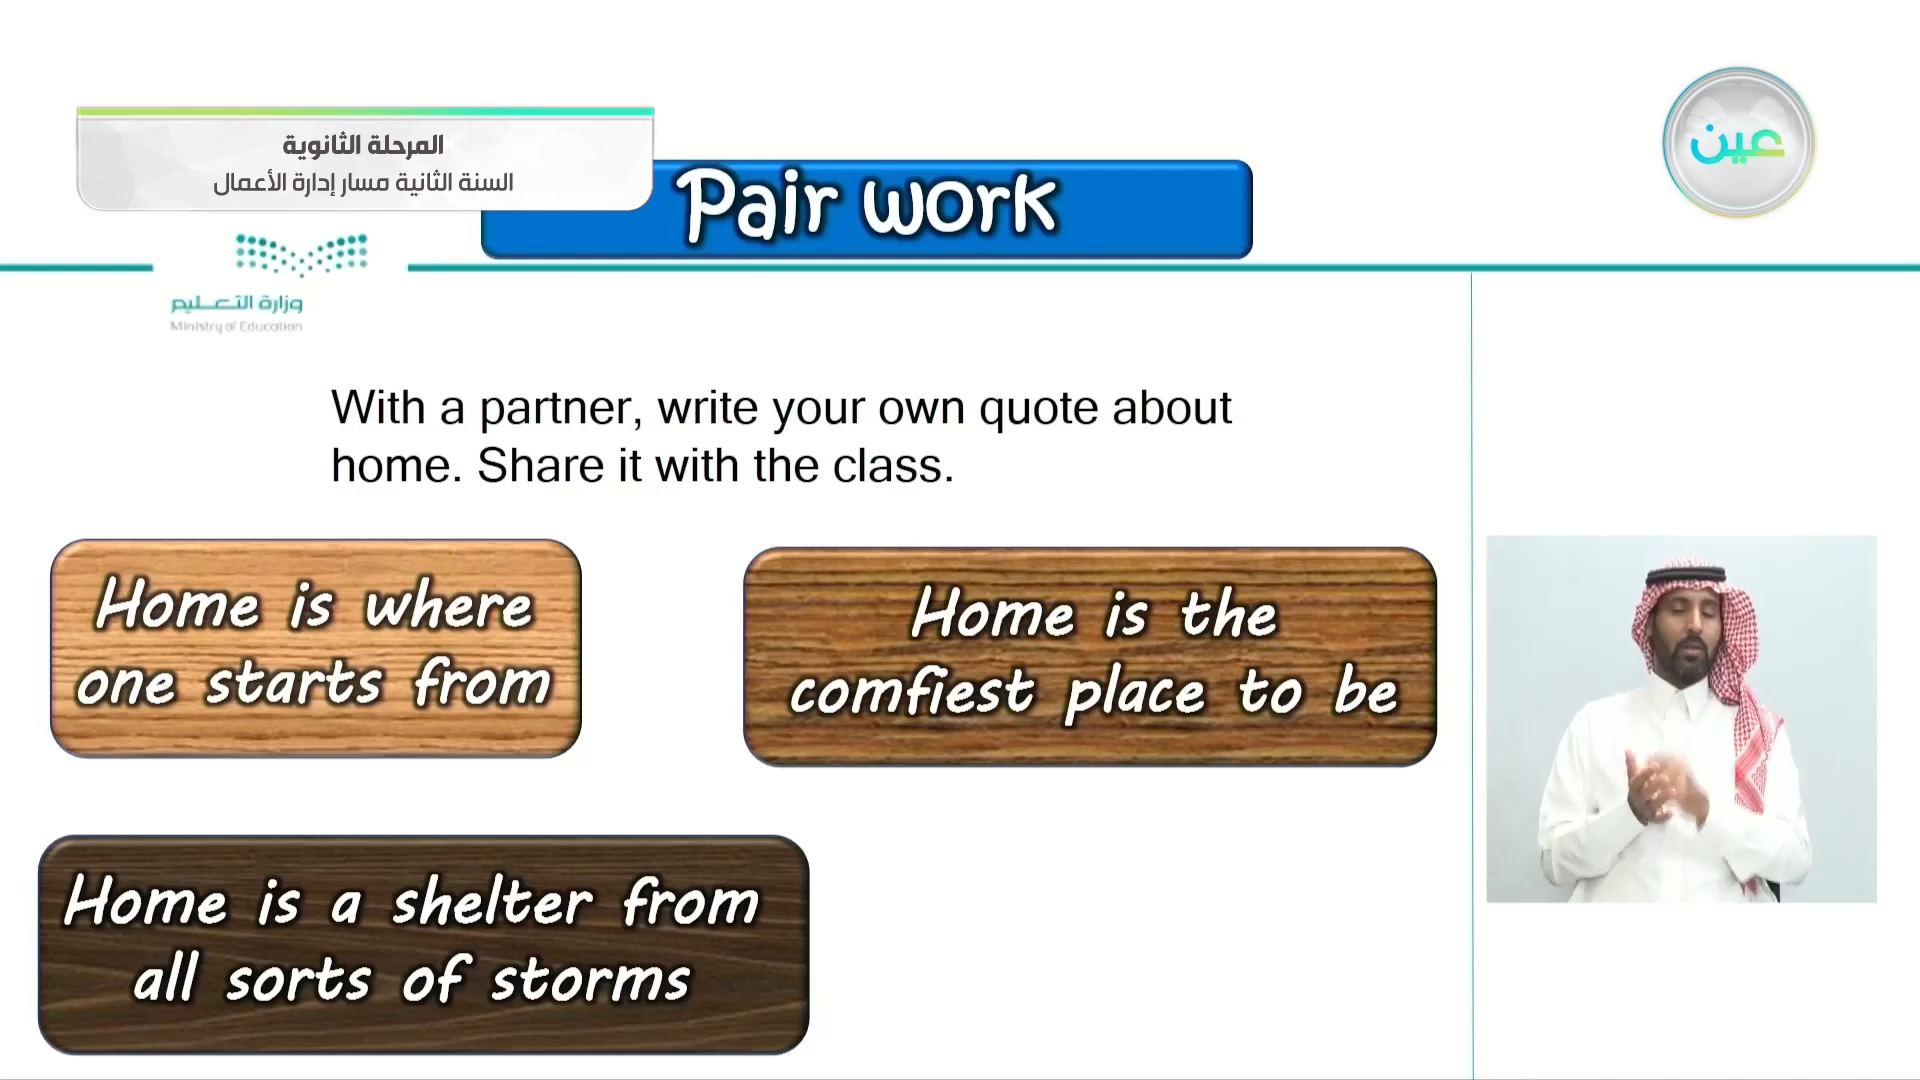 المرحلة الثانوية
السنة الثانية مسار إدارة الأعمال
عين
Pair work
وزارة التعليم
Ministry of Education
With a partner, write your own quote about
home. Share it with the class.
Home is where
one starts from
Home is the
comfiest place to be
Home is a shelter from
all sorts of storms